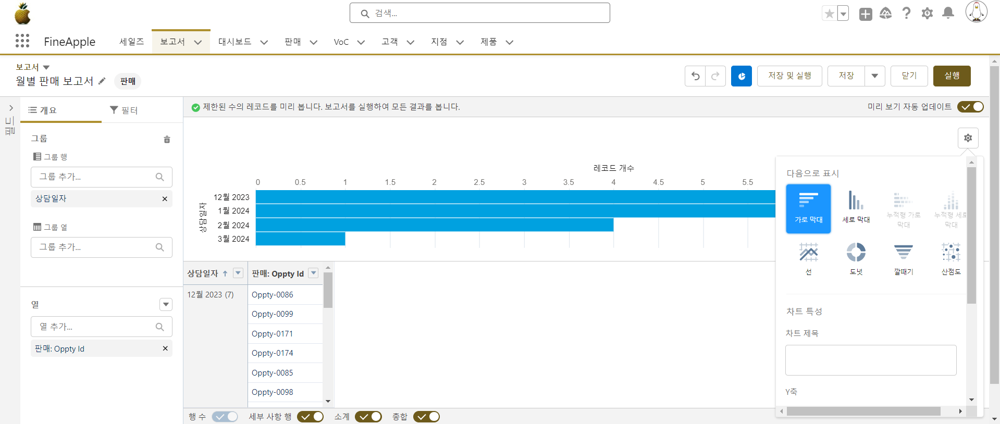 검색...
FineApple
세일즈
보고서
대시보드
판매
VoC
고객
지점
제품
보고서
월별 판매 보고서
판매
저장 및 실행
저장
닫기
실행
필드
개요
필터
제한된 수의 레코드를 미리 봅니다. 보고서를 실행하여 모든 결과를 봅니다.
미리 보기 자동 업데이트
그룹
그룹 행
그룹 추가...
상담일자
그룹 열
그룹 추가...
열
열 추가...
판매: Oppty Id
레코드 개수
0 0.5 1 1.5 2 2.5 3 3.5 4 4.5 5 5.5
상담일자
12월 2023
1월 2024
2월 2024
3월 2024
상담일자
판매: Oppty Id
12월 2023 (7)
Oppty-0086
Oppty-0099
Oppty-0171
Oppty-0174
Oppty-0085
Oppty-0098
행 수
세부 사항 행
소계
총합
다음으로 표시
가로 막대
세로 막대
누적형 가로
막대
누적형 세로
막대
선
도넛
깔때기
산점도
차트 특성
차트 제목
Y축